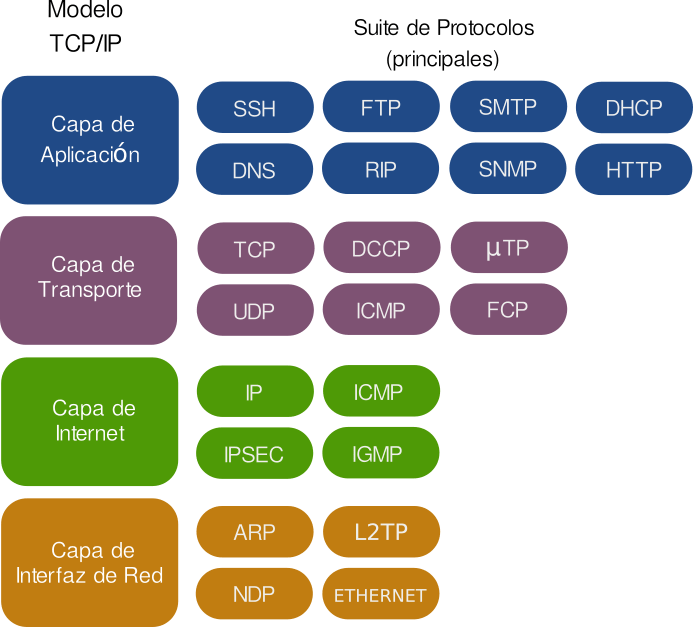 Modelo
TCP/IP
Suite de Protocolos
(principales)
Capa de
Aplicación
SSH FTP SMTP DHCP
DNS RIP SNMP HTTP
Capa de
Transporte
TCP DCCP µTP
UDP ICMP FCP
Capa de
Internet
IP ICMP
IPSEC IGMP
Capa de
Interfaz de Red
ARP L2TP
NDP ETHERNET